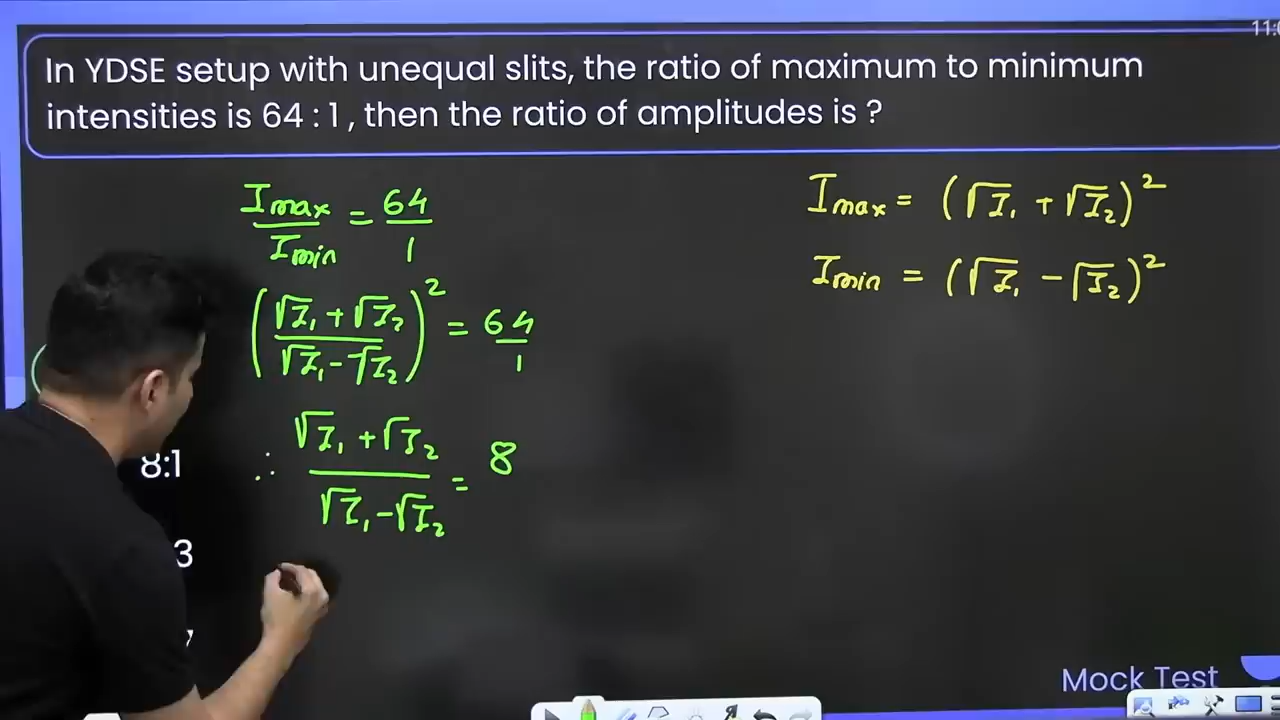 11:0
In YDSE setup with unequal slits, the ratio of maximum to minimum
intensities is 64 : 1 , then the ratio of amplitudes is ?
Imax / Imin = 64 / 1
((√I₁ + √I₂) / (√I₁ - √I₂))² = 64 / 1
∴ (√I₁ + √I₂) / (√I₁ - √I₂) = 8
Imax = (√I₁ + √I₂)²
Imin = (√I₁ - √I₂)²
8:1
3
Mock Test